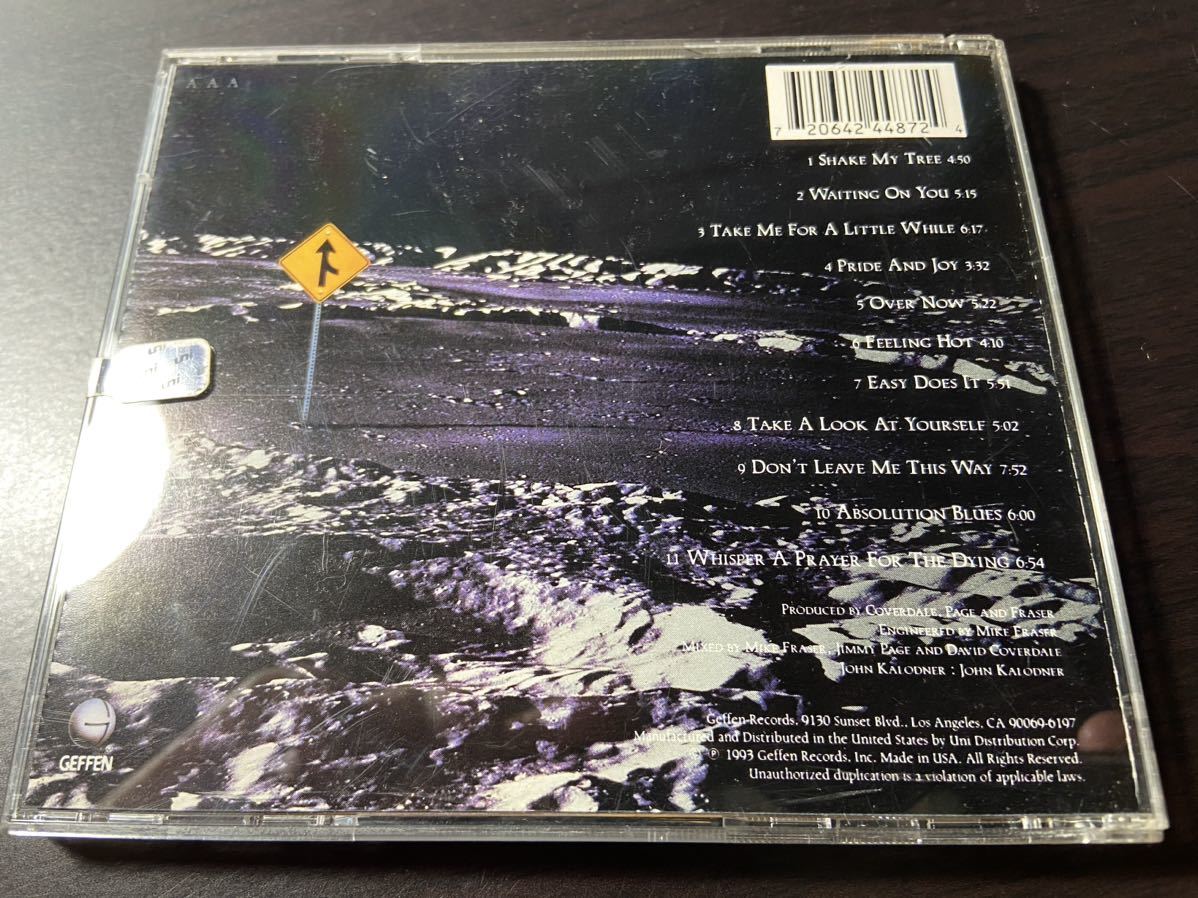 A A A
7 20642 44872 4
1 SHAKE MY TREE 4:50
2 WAITING ON YOU 5:15
3 TAKE ME FOR A LITTLE WHILE 6:17
4 PRIDE AND JOY 3:32
5 OVER NOW 5:22
6 FEELING HOT 4:10
7 EASY DOES IT 5:51
8 TAKE A LOOK AT YOURSELF 5:02
9 DON'T LEAVE ME THIS WAY 7:52
10 ABSOLUTION BLUES 6:00
11 WHISPER A PRAYER FOR THE DYING 6:54
PRODUCED BY COVERDALE, PAGE AND FRASER
ENGINEERED BY MIKE FRASER
MIXED BY MIKE FRASER, JIMMY PAGE AND DAVID COVERDALE
JOHN KALODNER : JOHN KALODNER
GEFFEN
Geffen Records, 9130 Sunset Blvd., Los Angeles, CA 90069-6197
Manufactured and Distributed in the United States by Uni Distribution Corp.
© ℗ 1993 Geffen Records, Inc. Made in USA. All Rights Reserved.
Unauthorized duplication is a violation of applicable laws.